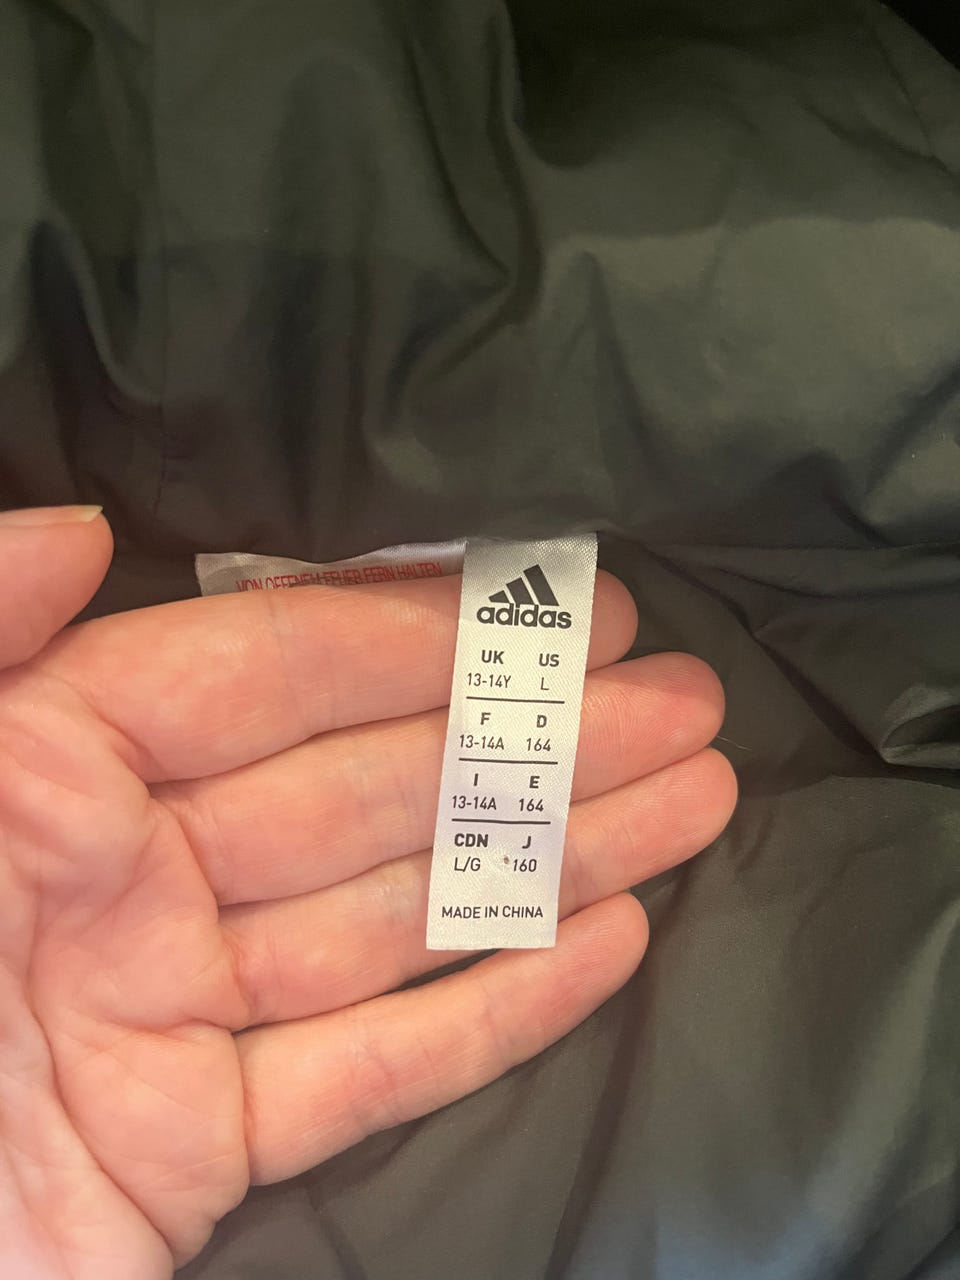 VON OFFENEM FEUER FERN HALTEN
adidas
UK US
13-14Y L
F D
13-14A 164
I E
13-14A 164
CDN J
L/G 160
MADE IN CHINA